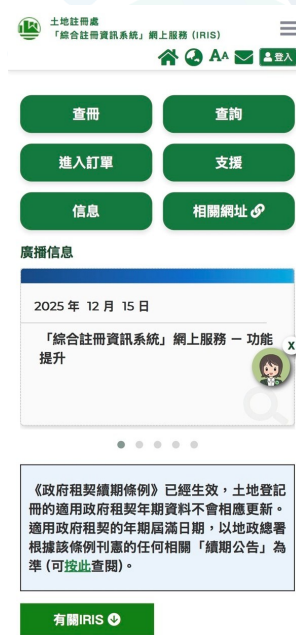 土地註冊處
「綜合註冊資訊系統」網上服務 (IRIS)
AA 登入
查冊 查詢
進入訂單 支援
信息 相關網址
廣播信息
2025 年 12 月 15 日
「綜合註冊資訊系統」網上服務 － 功能
提升
x
《政府租契續期條例》已經生效，土地登記
冊的適用政府租契年期資料不會相應更新。
適用政府租契的年期屆滿日期，以地政總署
根據該條例刊憲的任何相關「續期公告」為
準 (可按此查閱)。
有關IRIS